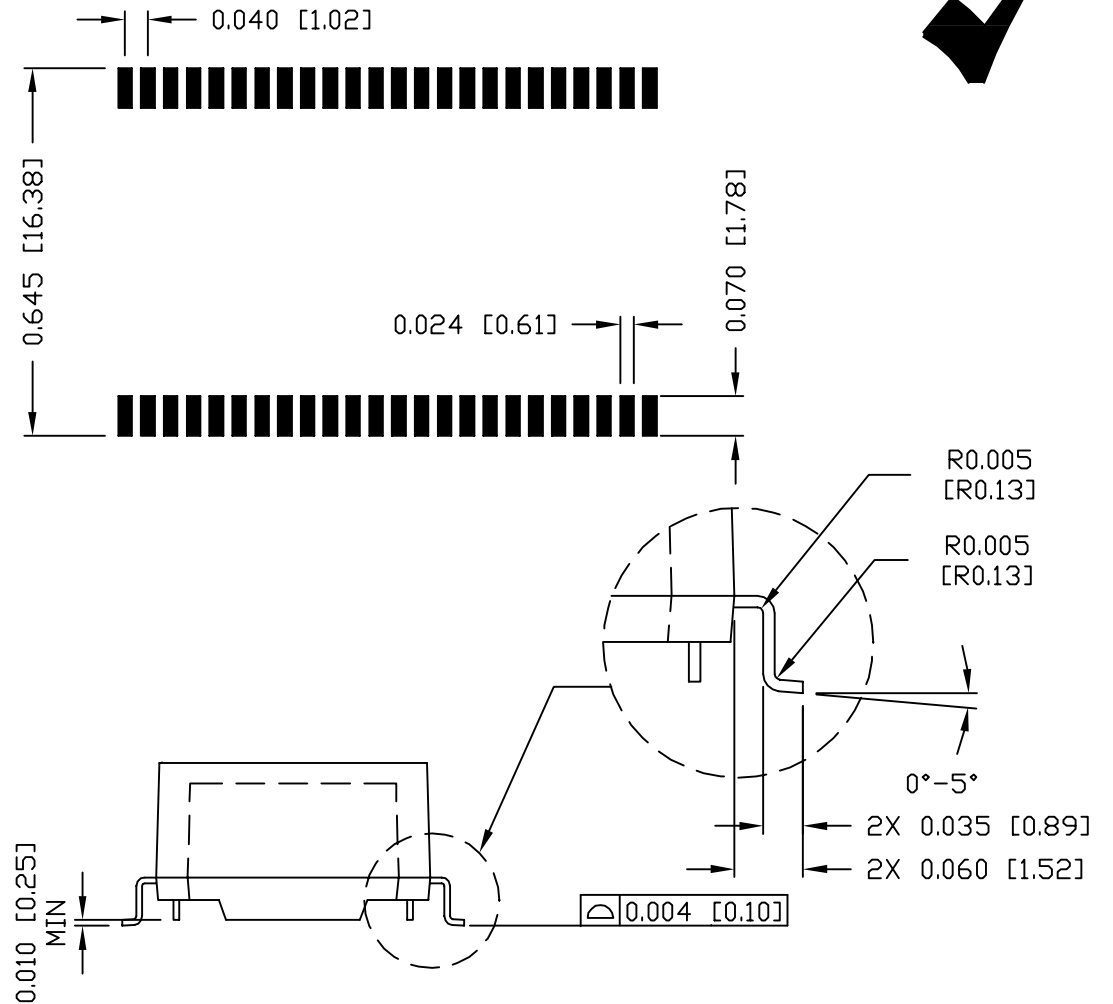 0.040 [1.02]
0.645 [16.38]
0.070 [1.78]
0.024 [0.61]
R0.005
[R0.13]
R0.005
[R0.13]
0°-5°
2X 0.035 [0.89]
2X 0.060 [1.52]
0.010 [0.25]
MIN
0.004 [0.10]